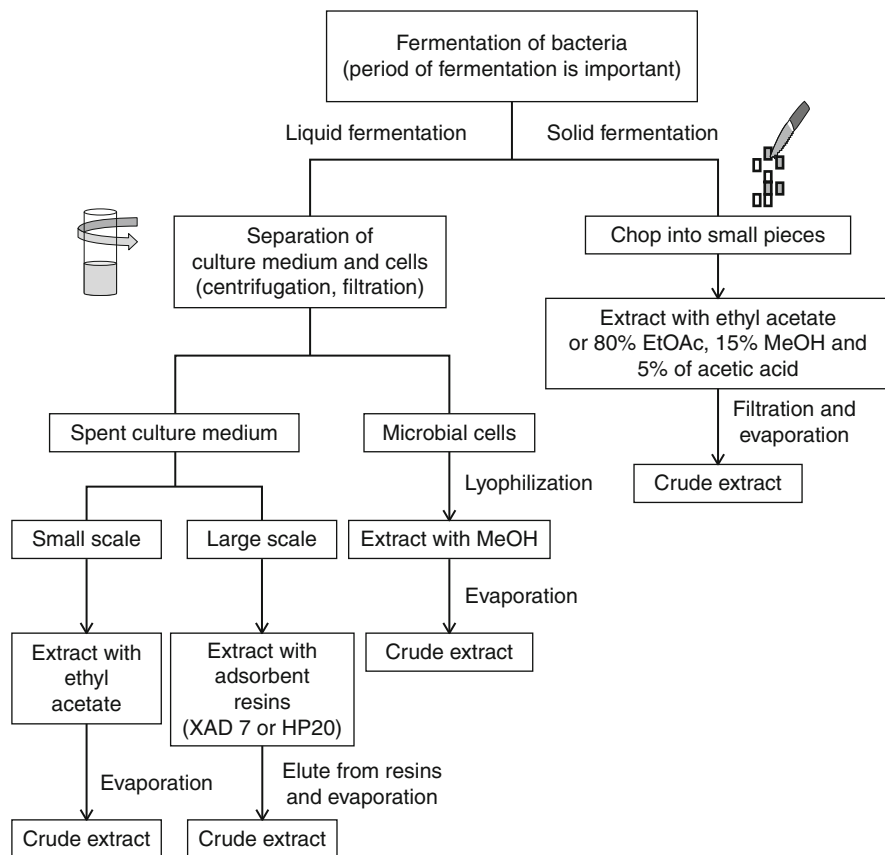 Fermentation of bacteria
(period of fermentation is important)
Liquid fermentation
Solid fermentation
Separation of
culture medium and cells
(centrifugation, filtration)
Chop into small pieces
Extract with ethyl acetate
or 80% EtOAc, 15% MeOH and
5% of acetic acid
Filtration and
evaporation
Crude extract
Spent culture medium
Microbial cells
Lyophilization
Small scale
Large scale
Extract with MeOH
Evaporation
Crude extract
Extract with
ethyl
acetate
Extract with
adsorbent
resins
(XAD 7 or HP20)
Evaporation
Elute from resins
and evaporation
Crude extract
Crude extract